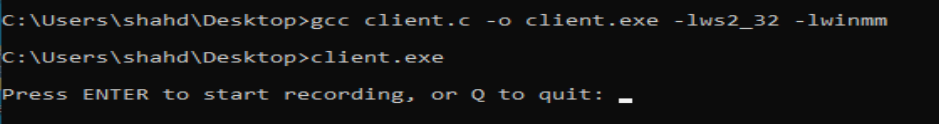 C:\Users\shahd\Desktop>gcc client.c -o client.exe -lws2_32 -lwinmm
C:\Users\shahd\Desktop>client.exe
Press ENTER to start recording, or Q to quit: